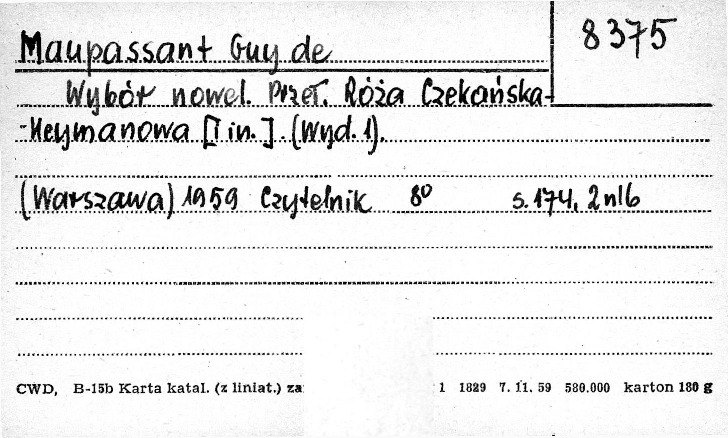 8375
Maupassant Guy de
Wybór nowel. Przeł. Róża Czekańska-
-Heymanowa [I in.]. (Wyd. 1).
(Warszawa) 1959 Czytelnik 8° s. 174, 2 nlb
CWD, B-15b Karta katal. (z liniat.) za 1 1829 7. 11. 59 580.000 karton 180 g